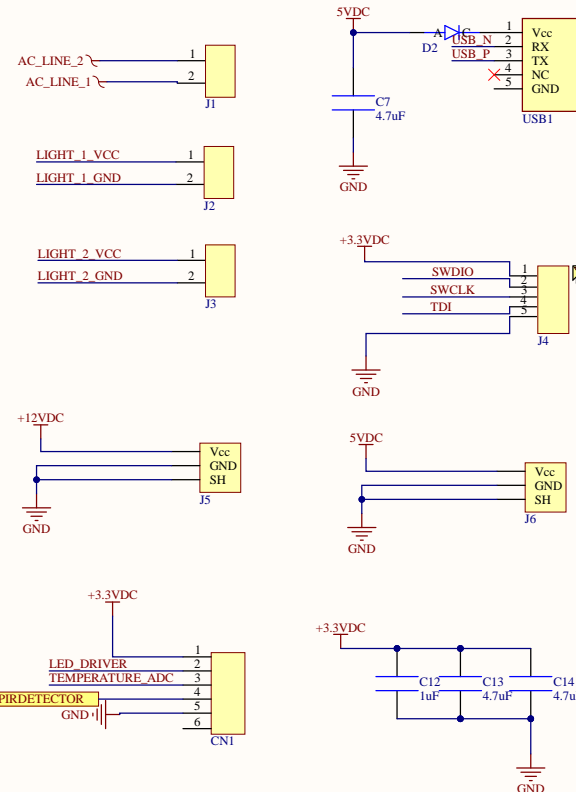 AC_LINE_2 1
AC_LINE_1 2
J1
LIGHT_1_VCC 1
LIGHT_1_GND 2
J2
LIGHT_2_VCC 1
LIGHT_2_GND 2
J3
+12VDC
Vcc
GND
SH
J5
GND
+3.3VDC
1
LED_DRIVER 2
TEMPERATURE_ADC 3
PIRDETECTOR 4
GND 5
6
CN1
5VDC
A C
D2
1 Vcc
USB_N 2 RX
USB_P 3 TX
4 NC
5 GND
USB1
C7
4.7uF
GND
+3.3VDC
1
SWDIO 2
SWCLK 3
4
TDI 5
J4
GND
5VDC
Vcc
GND
SH
J6
GND
+3.3VDC
C12 C13 C14
1uF 4.7uF 4.7u
GND